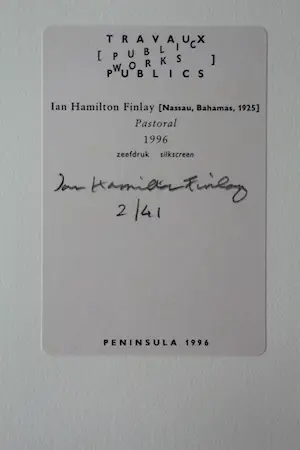 TRAVAUX
[ PUBLIC WORKS ]
PUBLICS
Ian Hamilton Finlay [Nassau, Bahamas, 1925]
Pastoral
1996
zeefdruk silkscreen
Ian Hamilton Finlay
2/41
PENINSULA 1996